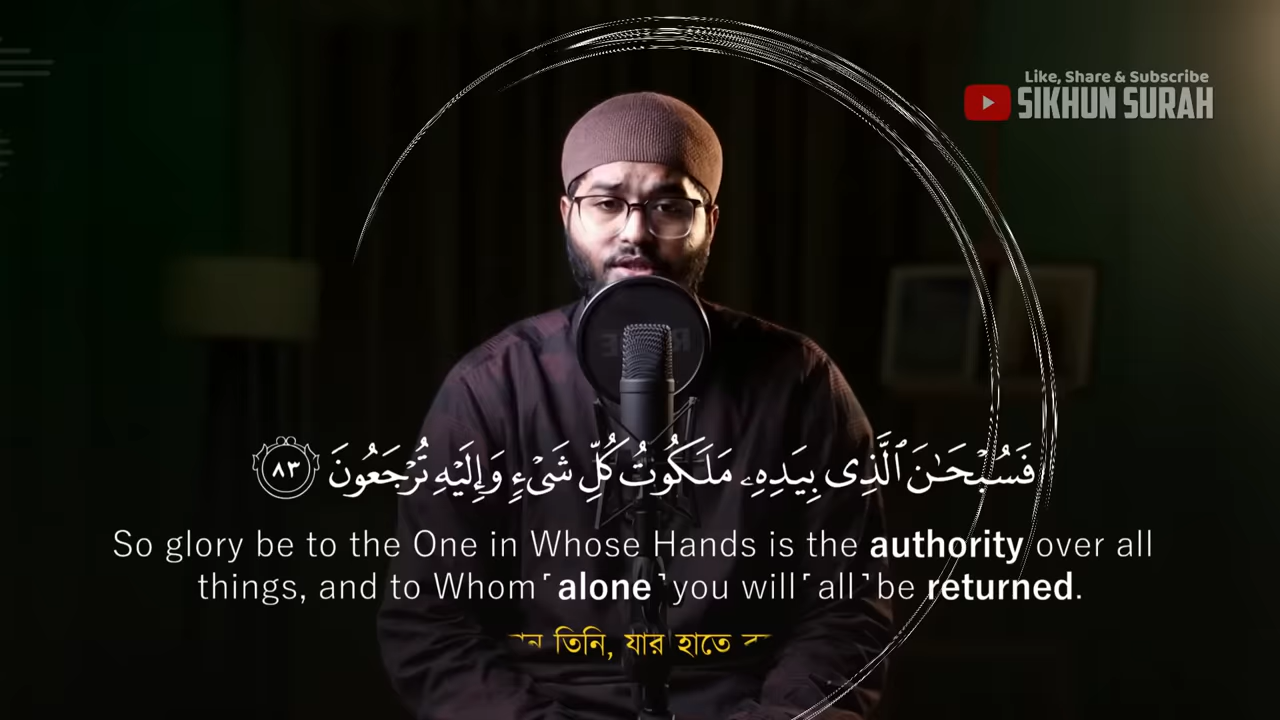 Like, Share & Subscribe
SIKHUN SURAH
فَسُبْحَـٰنَ ٱلَّذِى بِيَدِهِۦ مَلَكُوتُ كُلِّ شَىْءٍ وَإِلَيْهِ تُرْجَعُونَ ٨٣
So glory be to the One in Whose Hands is the authority over all
things, and to Whom ˹alone˺ you will ˹all˺ be returned.
তিনি, যার হাতে